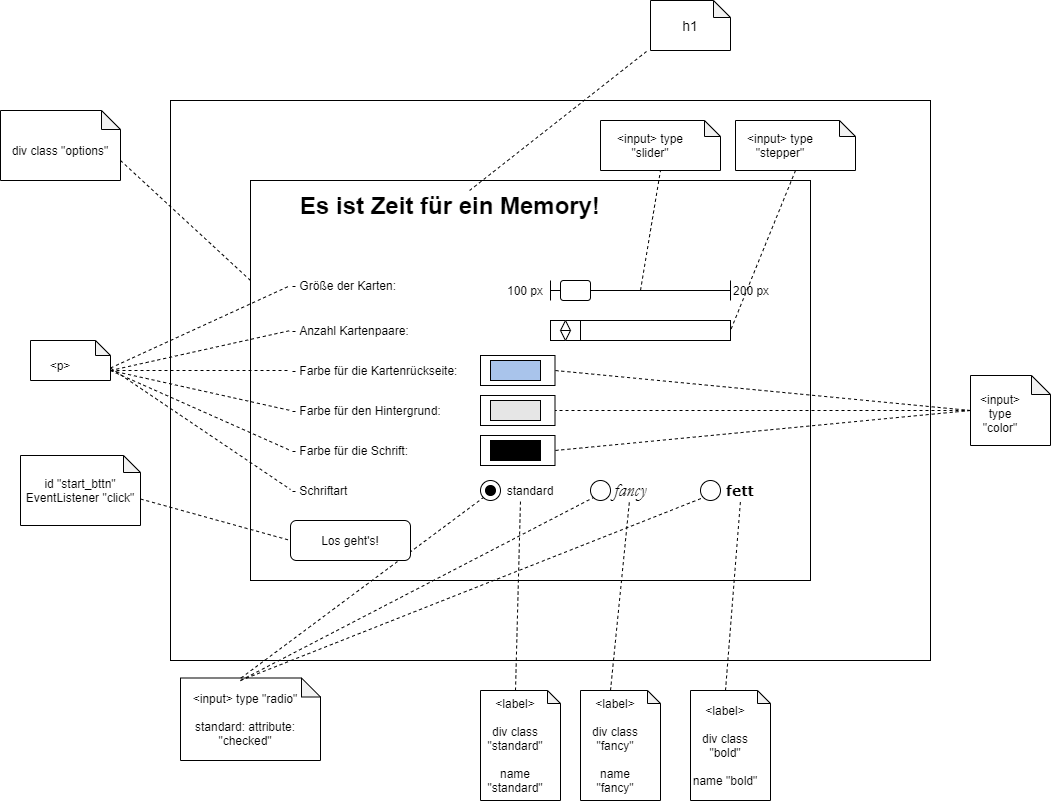 h1
div class "options"
<input> type
"slider"
<input> type
"stepper"
Es ist Zeit für ein Memory!
- Größe der Karten:
100 px
200 px
- Anzahl Kartenpaare:
<p>
- Farbe für die Kartenrückseite:
- Farbe für den Hintergrund:
<input>
type
"color"
- Farbe für die Schrift:
id "start_bttn"
EventListener "click"
- Schriftart
standard
fancy
fett
Los geht's!
<input> type "radio"
standard: attribute:
"checked"
<label>
div class
"standard"
name
"standard"
<label>
div class
"fancy"
name
"fancy"
<label>
div class
"bold"
name "bold"